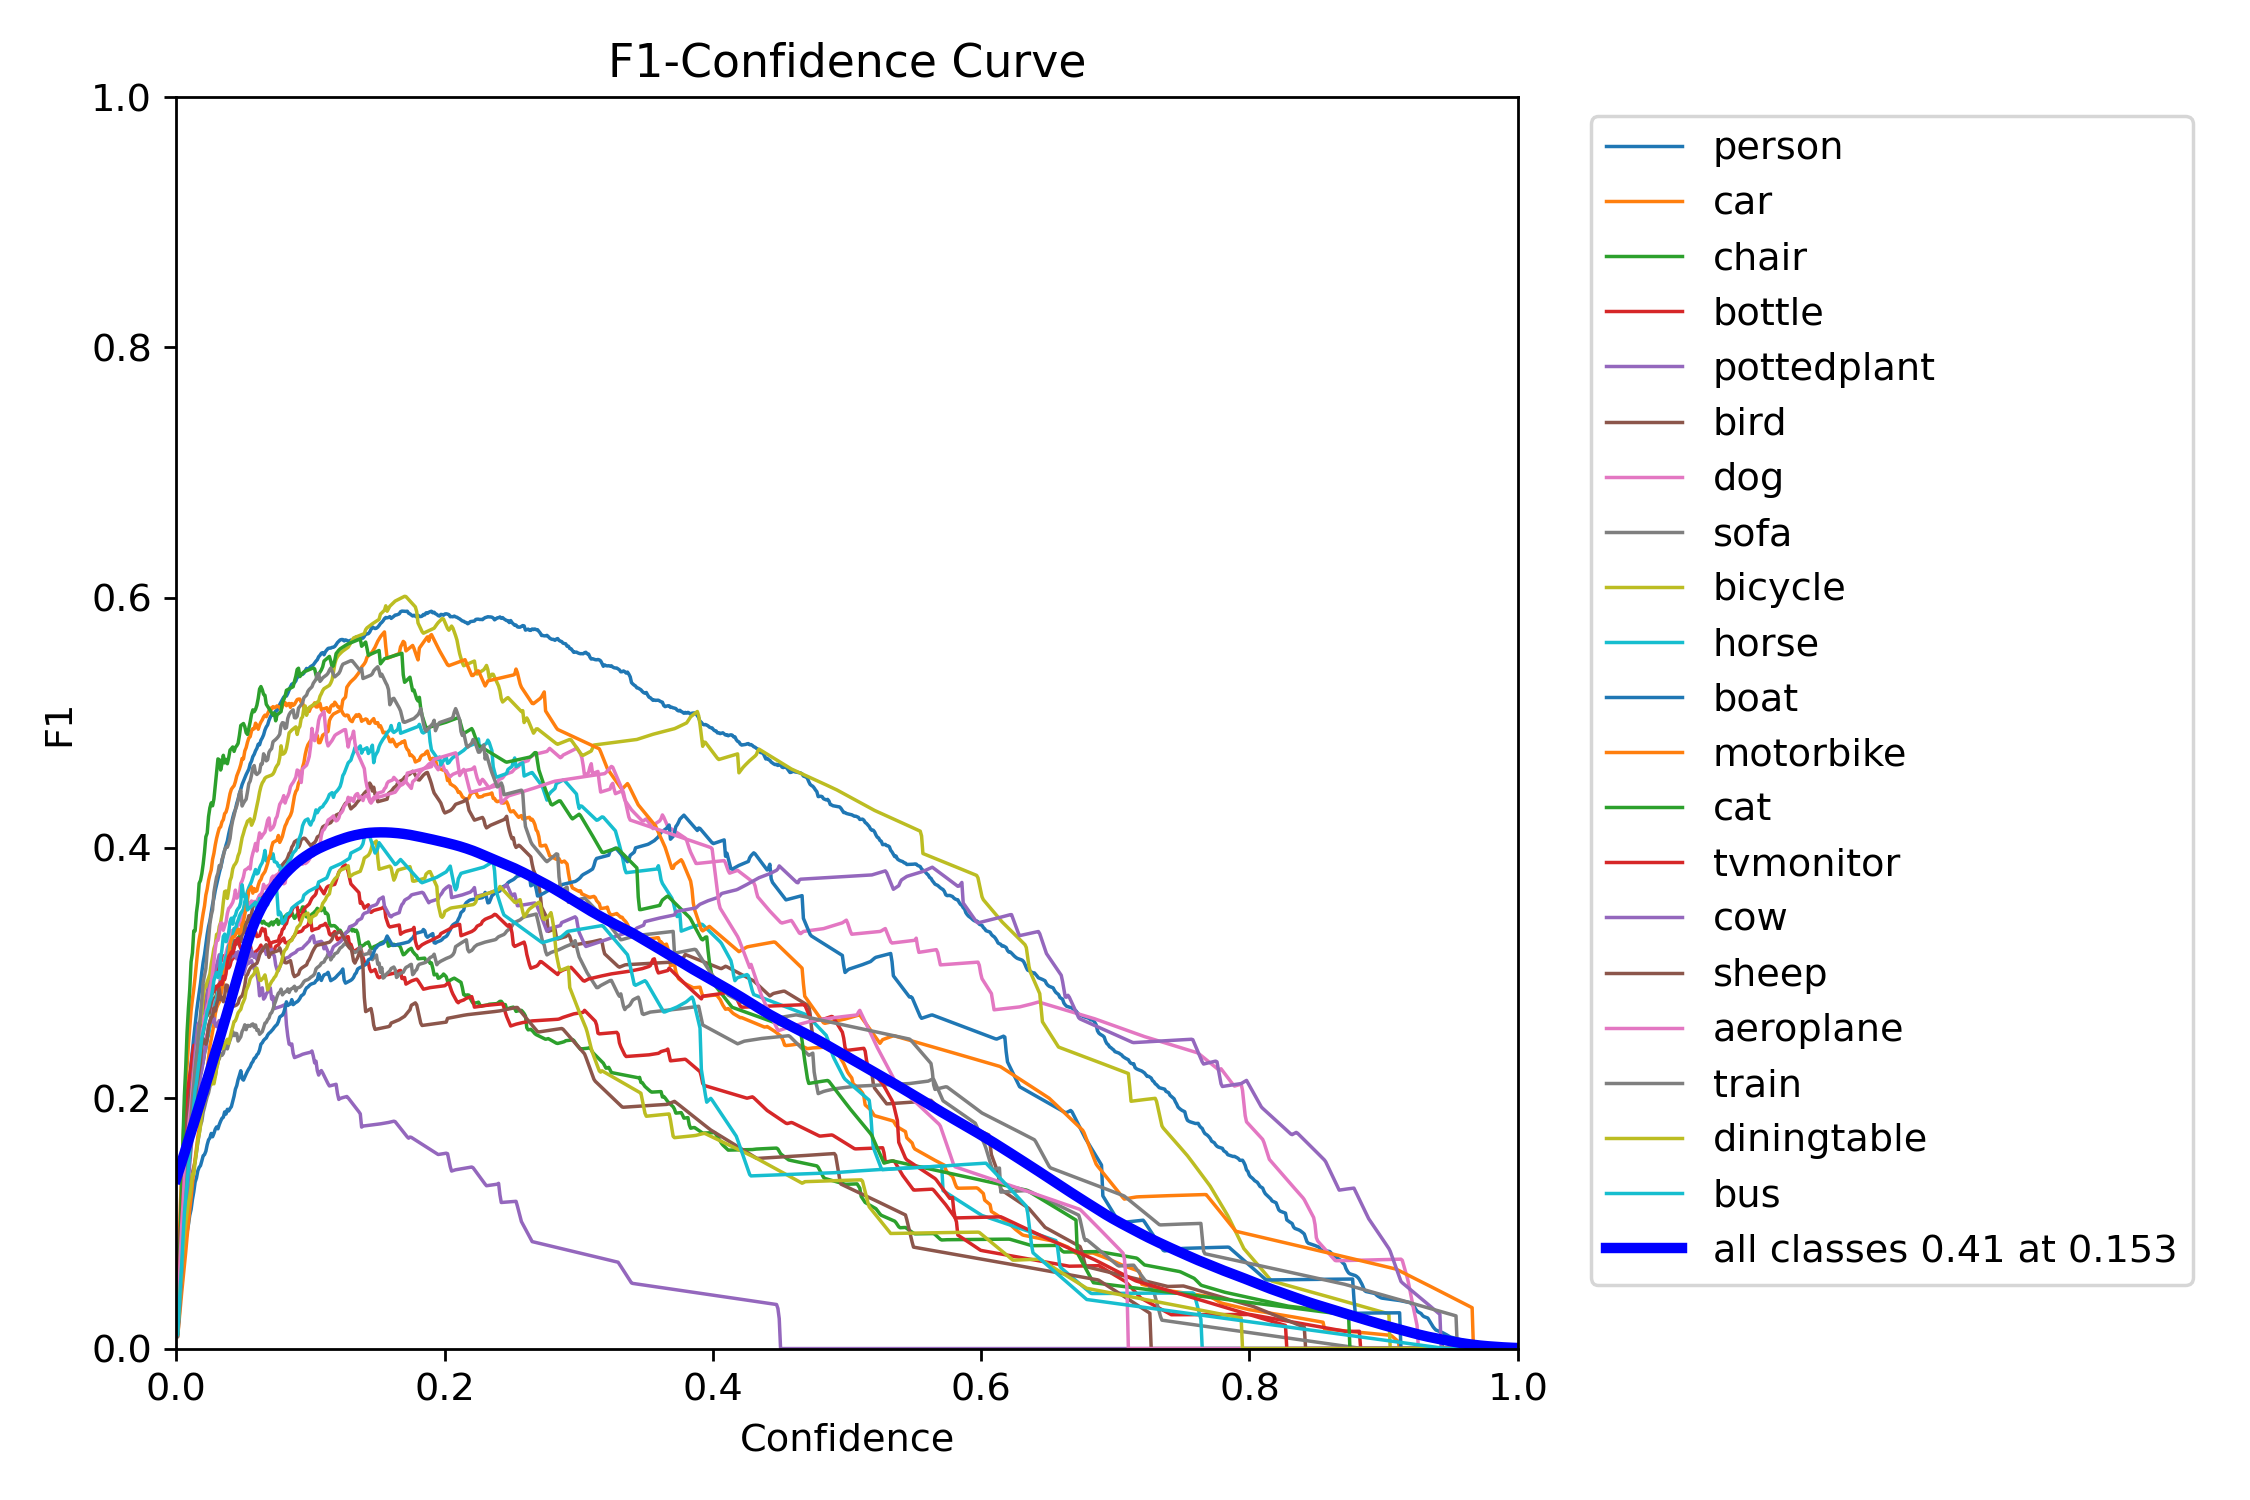 F1-Confidence Curve
1.0
0.8
0.6
0.4
0.2
0.0
F1
0.0 0.2 0.4 0.6 0.8 1.0
Confidence
person
car
chair
bottle
pottedplant
bird
dog
sofa
bicycle
horse
boat
motorbike
cat
tvmonitor
cow
sheep
aeroplane
train
diningtable
bus
all classes 0.41 at 0.153